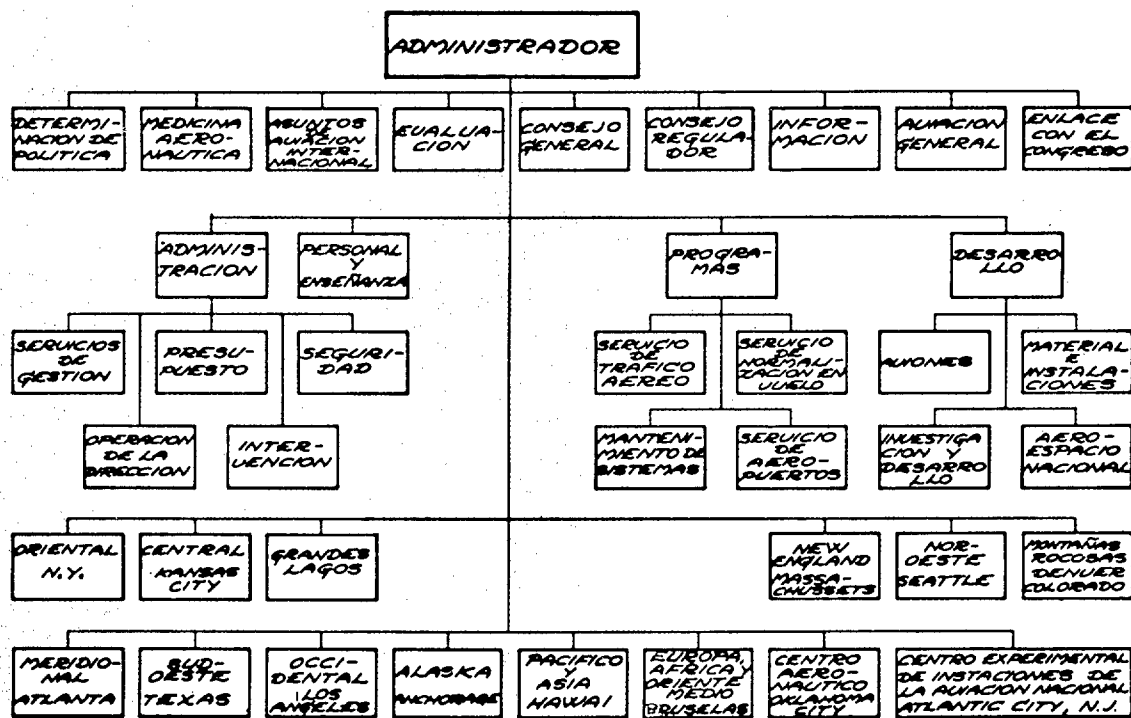 ADMINISTRADOR
DETERMI-
NACION DE
POLITICA
MEDICINA
AERO-
NAUTICA
ASUNTOS
DE
AVIACION
INTER-
NACIONAL
EVALUA-
CION
CONSEJO
GENERAL
CONSEJO
REGULA-
DOR
INFOR-
MACION
AVIACION
GENERAL
ENLACE
CON EL
CONGRESO
ADMINIS-
TRACION
PERSONAL
Y
ENSEÑANZA
PROGRA-
MAS
DESARRO-
LLO
SERVICIOS
DE
GESTION
PRESU-
PUESTO
SEGURI-
DAD
SERVICIO
DE
TRAFICO
AEREO
SERVICIO
DE
NORMALI-
ZACION EN
VUELO
AVIONES
MATERIAL
E
INSTALA-
CIONES
OPERACION
DE LA
DIRECCION
INTER-
VENCION
MANTENI-
MIENTO DE
SISTEMAS
SERVICIO
DE
AERO-
PUERTOS
INVESTIGA
CION Y
DESARRO-
LLO
AERO-
ESPACIO
NACIONAL
ORIENTAL
N.Y.
CENTRAL
KANSAS
CITY
GRANDES
LAGOS
NEW
ENGLAND
MASSA-
CHUSSETS
NOR-
OESTE
SEATTLE
MONTAÑAS
ROCOSAS
DENVER
COLORADO
MERIDIO-
NAL
ATLANTA
SUD-
OESTE
TEXAS
OCCI-
DENTAL
LOS
ANGELES
ALASKA
ANCHORAGE
PACIFICO
Y
ASIA
HAWAI
EUROPA,
AFRICA Y
ORIENTE
MEDIO
BRUSELAS
CENTRO
AERO-
NAUTICO
OKLAHOMA
CITY
CENTRO EXPERIMENTAL
DE INSTACIONES DE
LA AVIACION NACIONAL
ATLANTIC CITY, N.J.